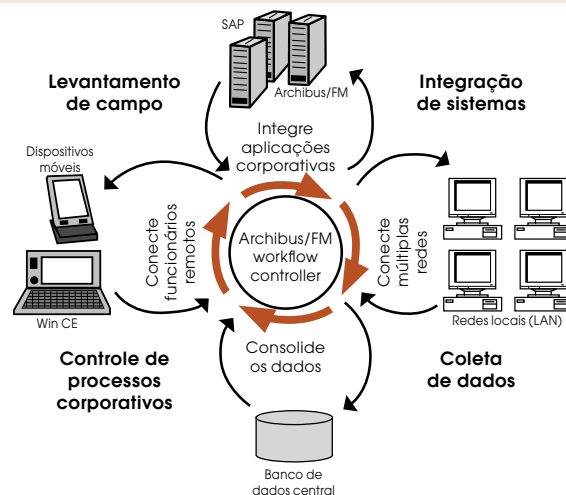 SAP
Archibus/FM
Levantamento
de campo
Integração
de sistemas
Integre
aplicações
corporativas
Dispositivos
móveis
Conecte
funcionários
remotos
Archibus/FM
workflow
controller
Conecte
múltiplas
redes
Win CE
Redes locais (LAN)
Consolide
os dados
Controle de
processos
corporativos
Coleta
de dados
Banco de
dados central